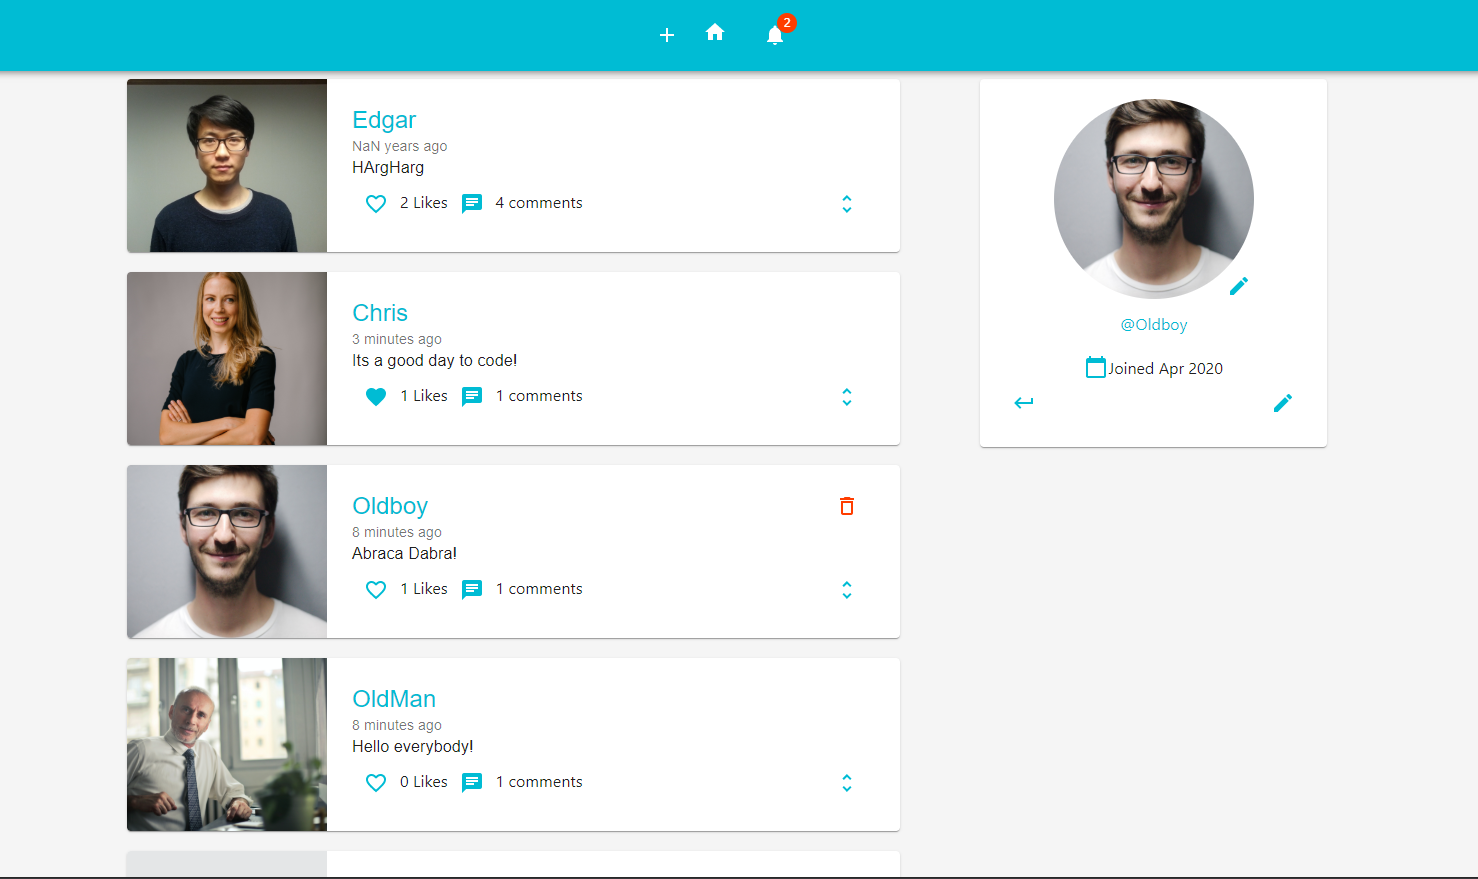 2
Edgar
NaN years ago
HArgHarg
2 Likes 4 comments
Chris
3 minutes ago
Its a good day to code!
1 Likes 1 comments
Oldboy
8 minutes ago
Abraca Dabra!
1 Likes 1 comments
OldMan
8 minutes ago
Hello everybody!
0 Likes 1 comments
@Oldboy
Joined Apr 2020